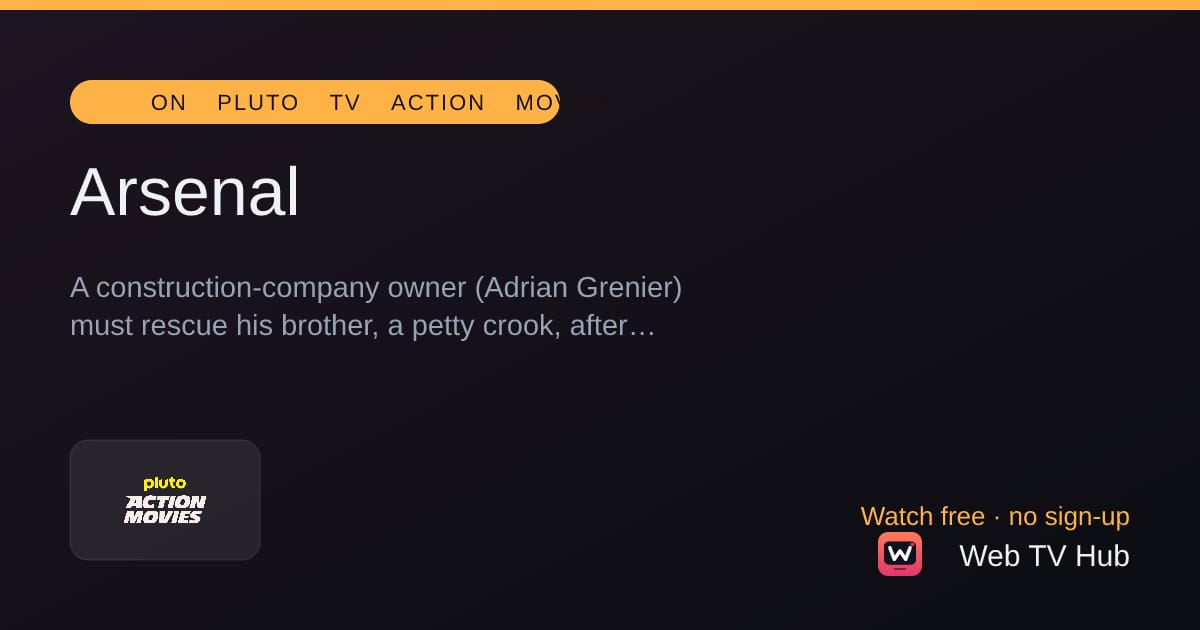 ON PLUTO TV ACTION MOVIES
Arsenal
A construction-company owner (Adrian Grenier)
must rescue his brother, a petty crook, after…
pluto
ACTION
MOVIES
Watch free · no sign-up
W
Web TV Hub